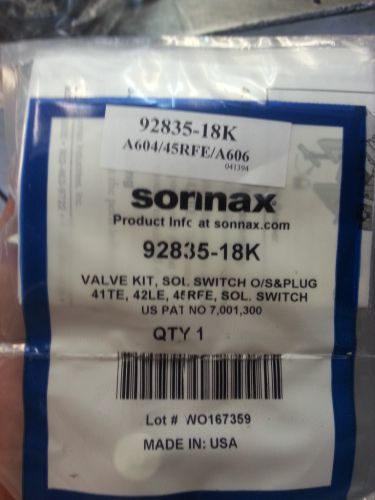 92835-18K
A604/45RFE/A606
041394
sonnax
Product Info at sonnax.com
92835-18K
VALVE KIT, SOL. SWITCH O/S&PLUG
41TE, 42LE, 45RFE, SOL. SWITCH
US PAT NO 7,001,300
QTY 1
Lot # WO167359
MADE IN: USA